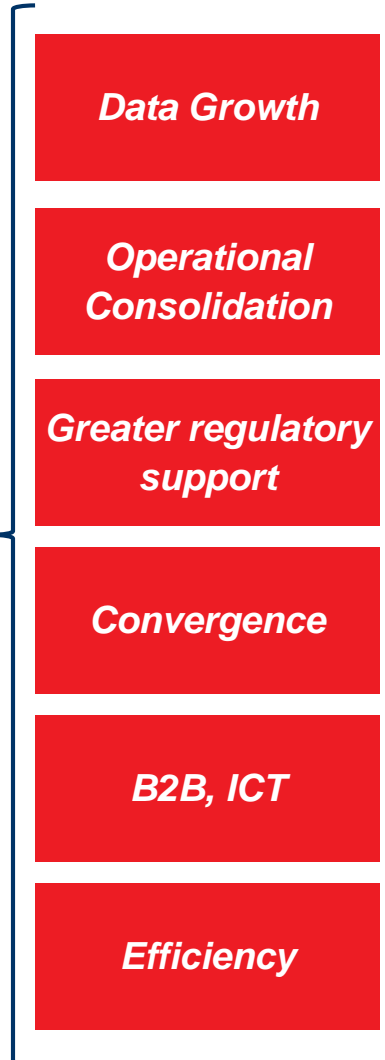 Data Growth
Operational
Consolidation
Greater regulatory
support
Convergence
B2B, ICT
Efficiency